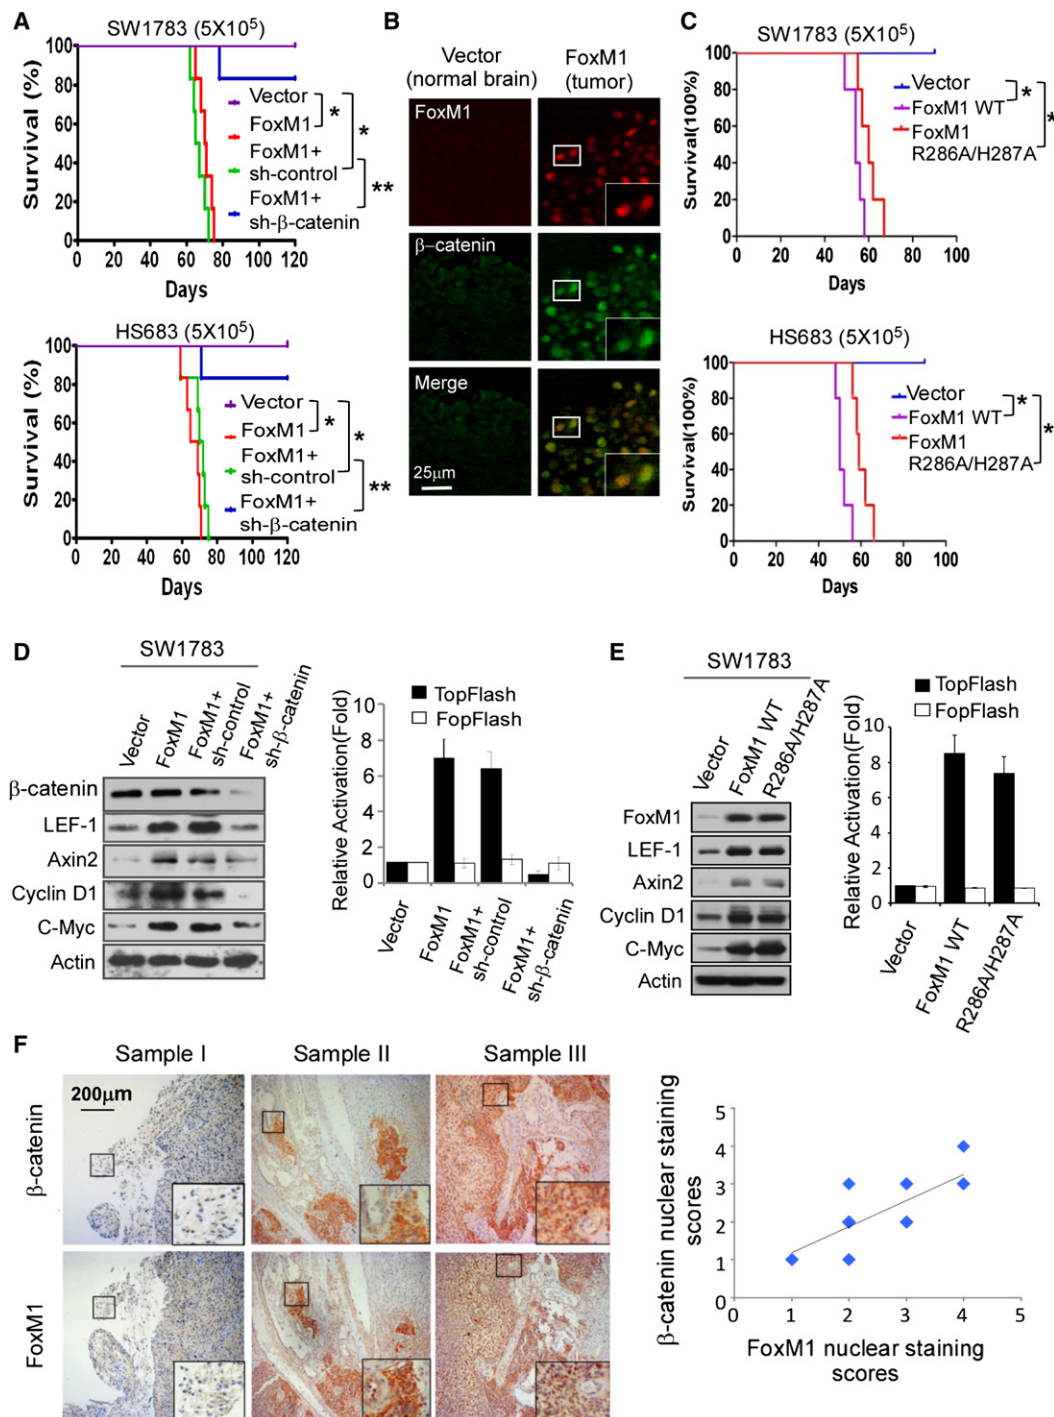 A
SW1783 (5X10⁵)
Survival (%)
100
80
60
40
20
0
Vector
FoxM1
FoxM1+
sh-control
FoxM1+
sh-β-catenin
*
*
**
0 20 40 60 80 100 120
Days
HS683 (5X10⁵)
Survival (%)
100
80
60
40
20
0
Vector
FoxM1
FoxM1+
sh-control
FoxM1+
sh-β-catenin
*
*
**
0 20 40 60 80 100 120
Days
B
Vector
(normal brain)
FoxM1
(tumor)
FoxM1
β-catenin
Merge
25µm
C
SW1783 (5X10⁵)
Survival(100%)
100
80
60
40
20
0
Vector
FoxM1 WT
FoxM1
R286A/H287A
*
*
0 20 40 60 80 100
Days
HS683 (5X10⁵)
Survival(100%)
100
80
60
40
20
0
Vector
FoxM1 WT
FoxM1
R286A/H287A
*
*
0 20 40 60 80 100
Days
D
SW1783
Vector
FoxM1
FoxM1+
sh-control
FoxM1+
sh-β-catenin
β-catenin
LEF-1
Axin2
Cyclin D1
C-Myc
Actin
TopFlash
FopFlash
Relative Activation(Fold)
10
8
6
4
2
0
Vector
FoxM1
FoxM1+
sh-control
FoxM1+
sh-β-catenin
E
SW1783
Vector
FoxM1 WT
R286A/H287A
FoxM1
LEF-1
Axin2
Cyclin D1
C-Myc
Actin
TopFlash
FopFlash
Relative Activation(Fold)
10
8
6
4
2
0
Vector
FoxM1 WT
R286A/H287A
F
Sample I
Sample II
Sample III
200µm
β-catenin
FoxM1
β-catenin nuclear staining
scores
5
4
3
2
1
0
0 1 2 3 4 5
FoxM1 nuclear staining
scores